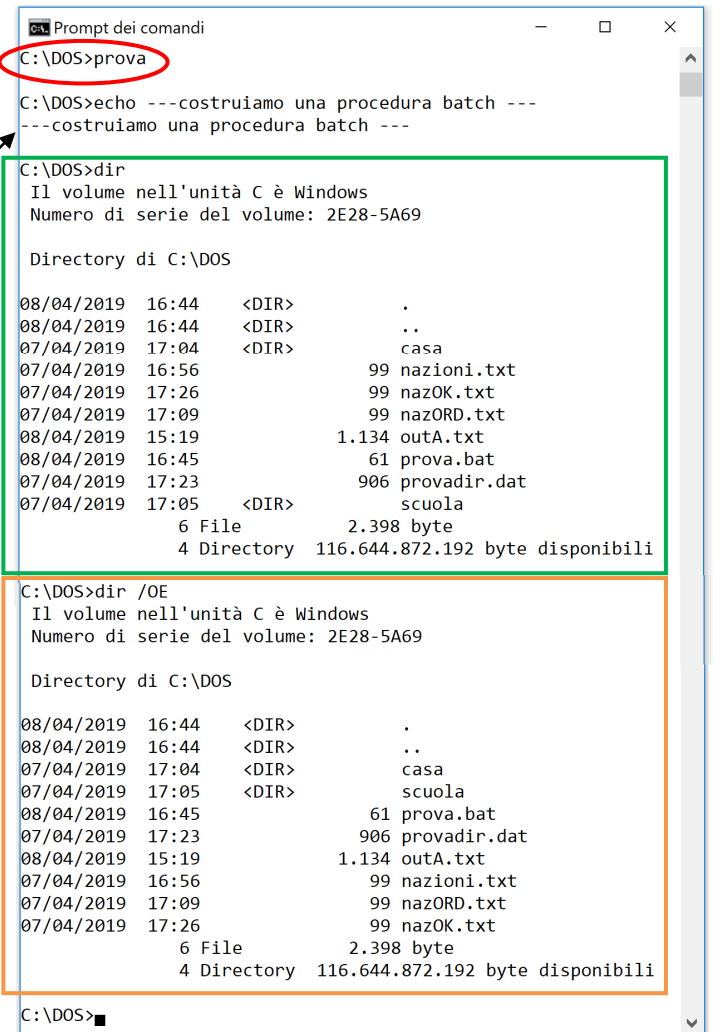 Prompt dei comandi
C:\DOS>prova
C:\DOS>echo ---costruiamo una procedura batch ---
---costruiamo una procedura batch ---
C:\DOS>dir
Il volume nell'unità C è Windows
Numero di serie del volume: 2E28-5A69
Directory di C:\DOS
08/04/2019 16:44 <DIR> .
08/04/2019 16:44 <DIR> ..
07/04/2019 17:04 <DIR> casa
07/04/2019 16:56 99 nazioni.txt
07/04/2019 17:26 99 nazOK.txt
07/04/2019 17:09 99 nazORD.txt
08/04/2019 15:19 1.134 outA.txt
08/04/2019 16:45 61 prova.bat
07/04/2019 17:23 906 provadir.dat
07/04/2019 17:05 <DIR> scuola
6 File 2.398 byte
4 Directory 116.644.872.192 byte disponibili
C:\DOS>dir /OE
Il volume nell'unità C è Windows
Numero di serie del volume: 2E28-5A69
Directory di C:\DOS
08/04/2019 16:44 <DIR> .
08/04/2019 16:44 <DIR> ..
07/04/2019 17:04 <DIR> casa
07/04/2019 17:05 <DIR> scuola
08/04/2019 16:45 61 prova.bat
07/04/2019 17:23 906 provadir.dat
08/04/2019 15:19 1.134 outA.txt
07/04/2019 16:56 99 nazioni.txt
07/04/2019 17:09 99 nazORD.txt
07/04/2019 17:26 99 nazOK.txt
6 File 2.398 byte
4 Directory 116.644.872.192 byte disponibili
C:\DOS>